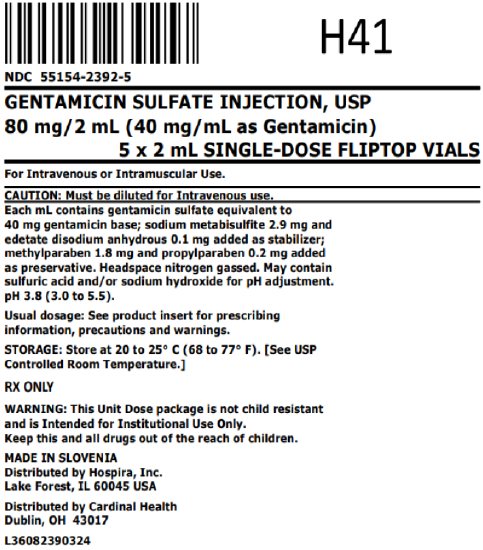 H41
NDC 55154-2392-5
GENTAMICIN SULFATE INJECTION, USP
80 mg/2 mL (40 mg/mL as Gentamicin)
5 x 2 mL SINGLE-DOSE FLIPTOP VIALS
For Intravenous or Intramuscular Use.
CAUTION: Must be diluted for Intravenous use.
Each mL contains gentamicin sulfate equivalent to
40 mg gentamicin base; sodium metabisulfite 2.9 mg and
edetate disodium anhydrous 0.1 mg added as stabilizer;
methylparaben 1.8 mg and propylparaben 0.2 mg added
as preservative. Headspace nitrogen gassed. May contain
sulfuric acid and/or sodium hydroxide for pH adjustment.
pH 3.8 (3.0 to 5.5).
Usual dosage: See product insert for prescribing
information, precautions and warnings.
STORAGE: Store at 20 to 25° C (68 to 77° F). [See USP
Controlled Room Temperature.]
RX ONLY
WARNING: This Unit Dose package is not child resistant
and is Intended for Institutional Use Only.
Keep this and all drugs out of the reach of children.
MADE IN SLOVENIA
Distributed by Hospira, Inc.
Lake Forest, IL 60045 USA
Distributed by Cardinal Health
Dublin, OH 43017
L36082390324